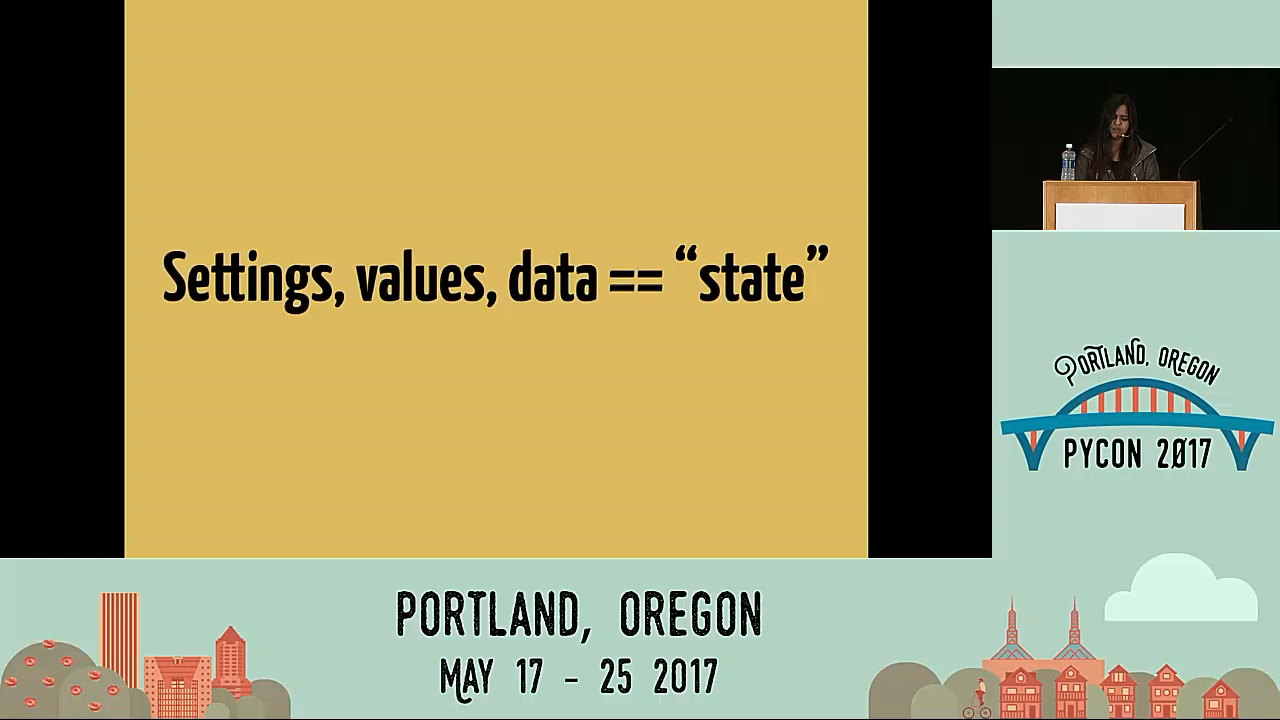 Settings, values, data == “state”
PORTLAND, OREGON
PYCON 2017
PORTLAND, OREGON
MAY 17 - 25 2017